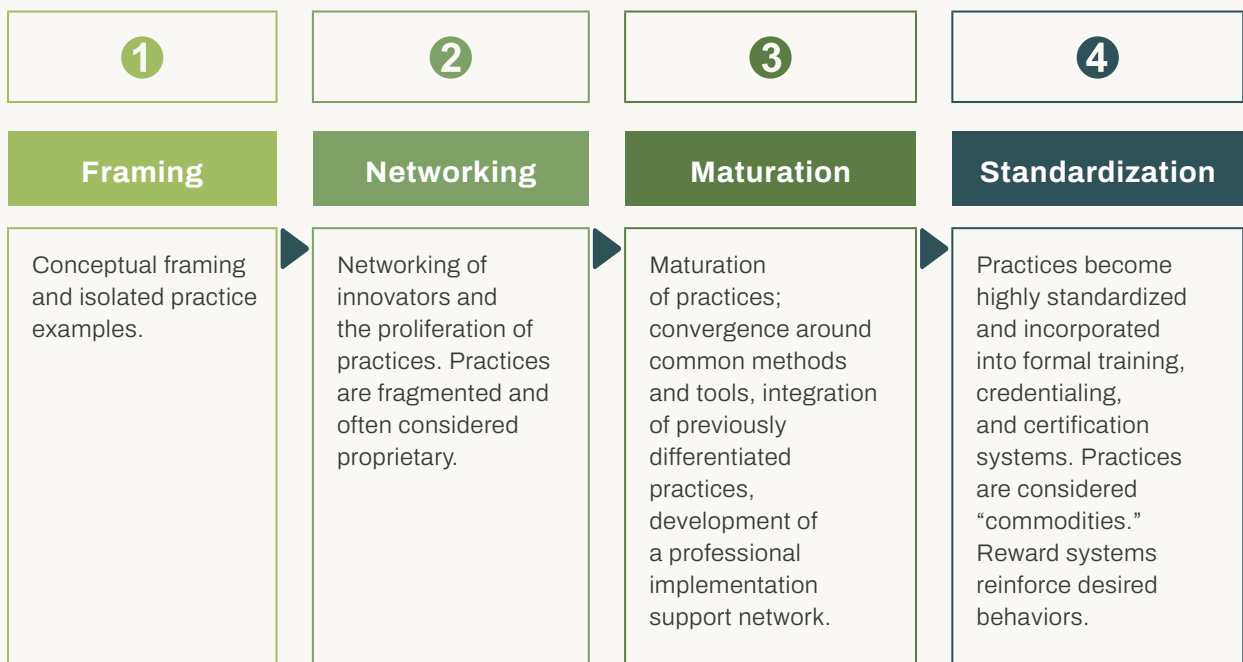 1
2
3
4
Framing
Networking
Maturation
Standardization
Conceptual framing
and isolated practice
examples.
Networking of
innovators and
the proliferation of
practices. Practices
are fragmented and
often considered
proprietary.
Maturation
of practices;
convergence around
common methods
and tools, integration
of previously
differentiated
practices,
development of
a professional
implementation
support network.
Practices become
highly standardized
and incorporated
into formal training,
credentialing,
and certification
systems. Practices
are considered
“commodities.”
Reward systems
reinforce desired
behaviors.